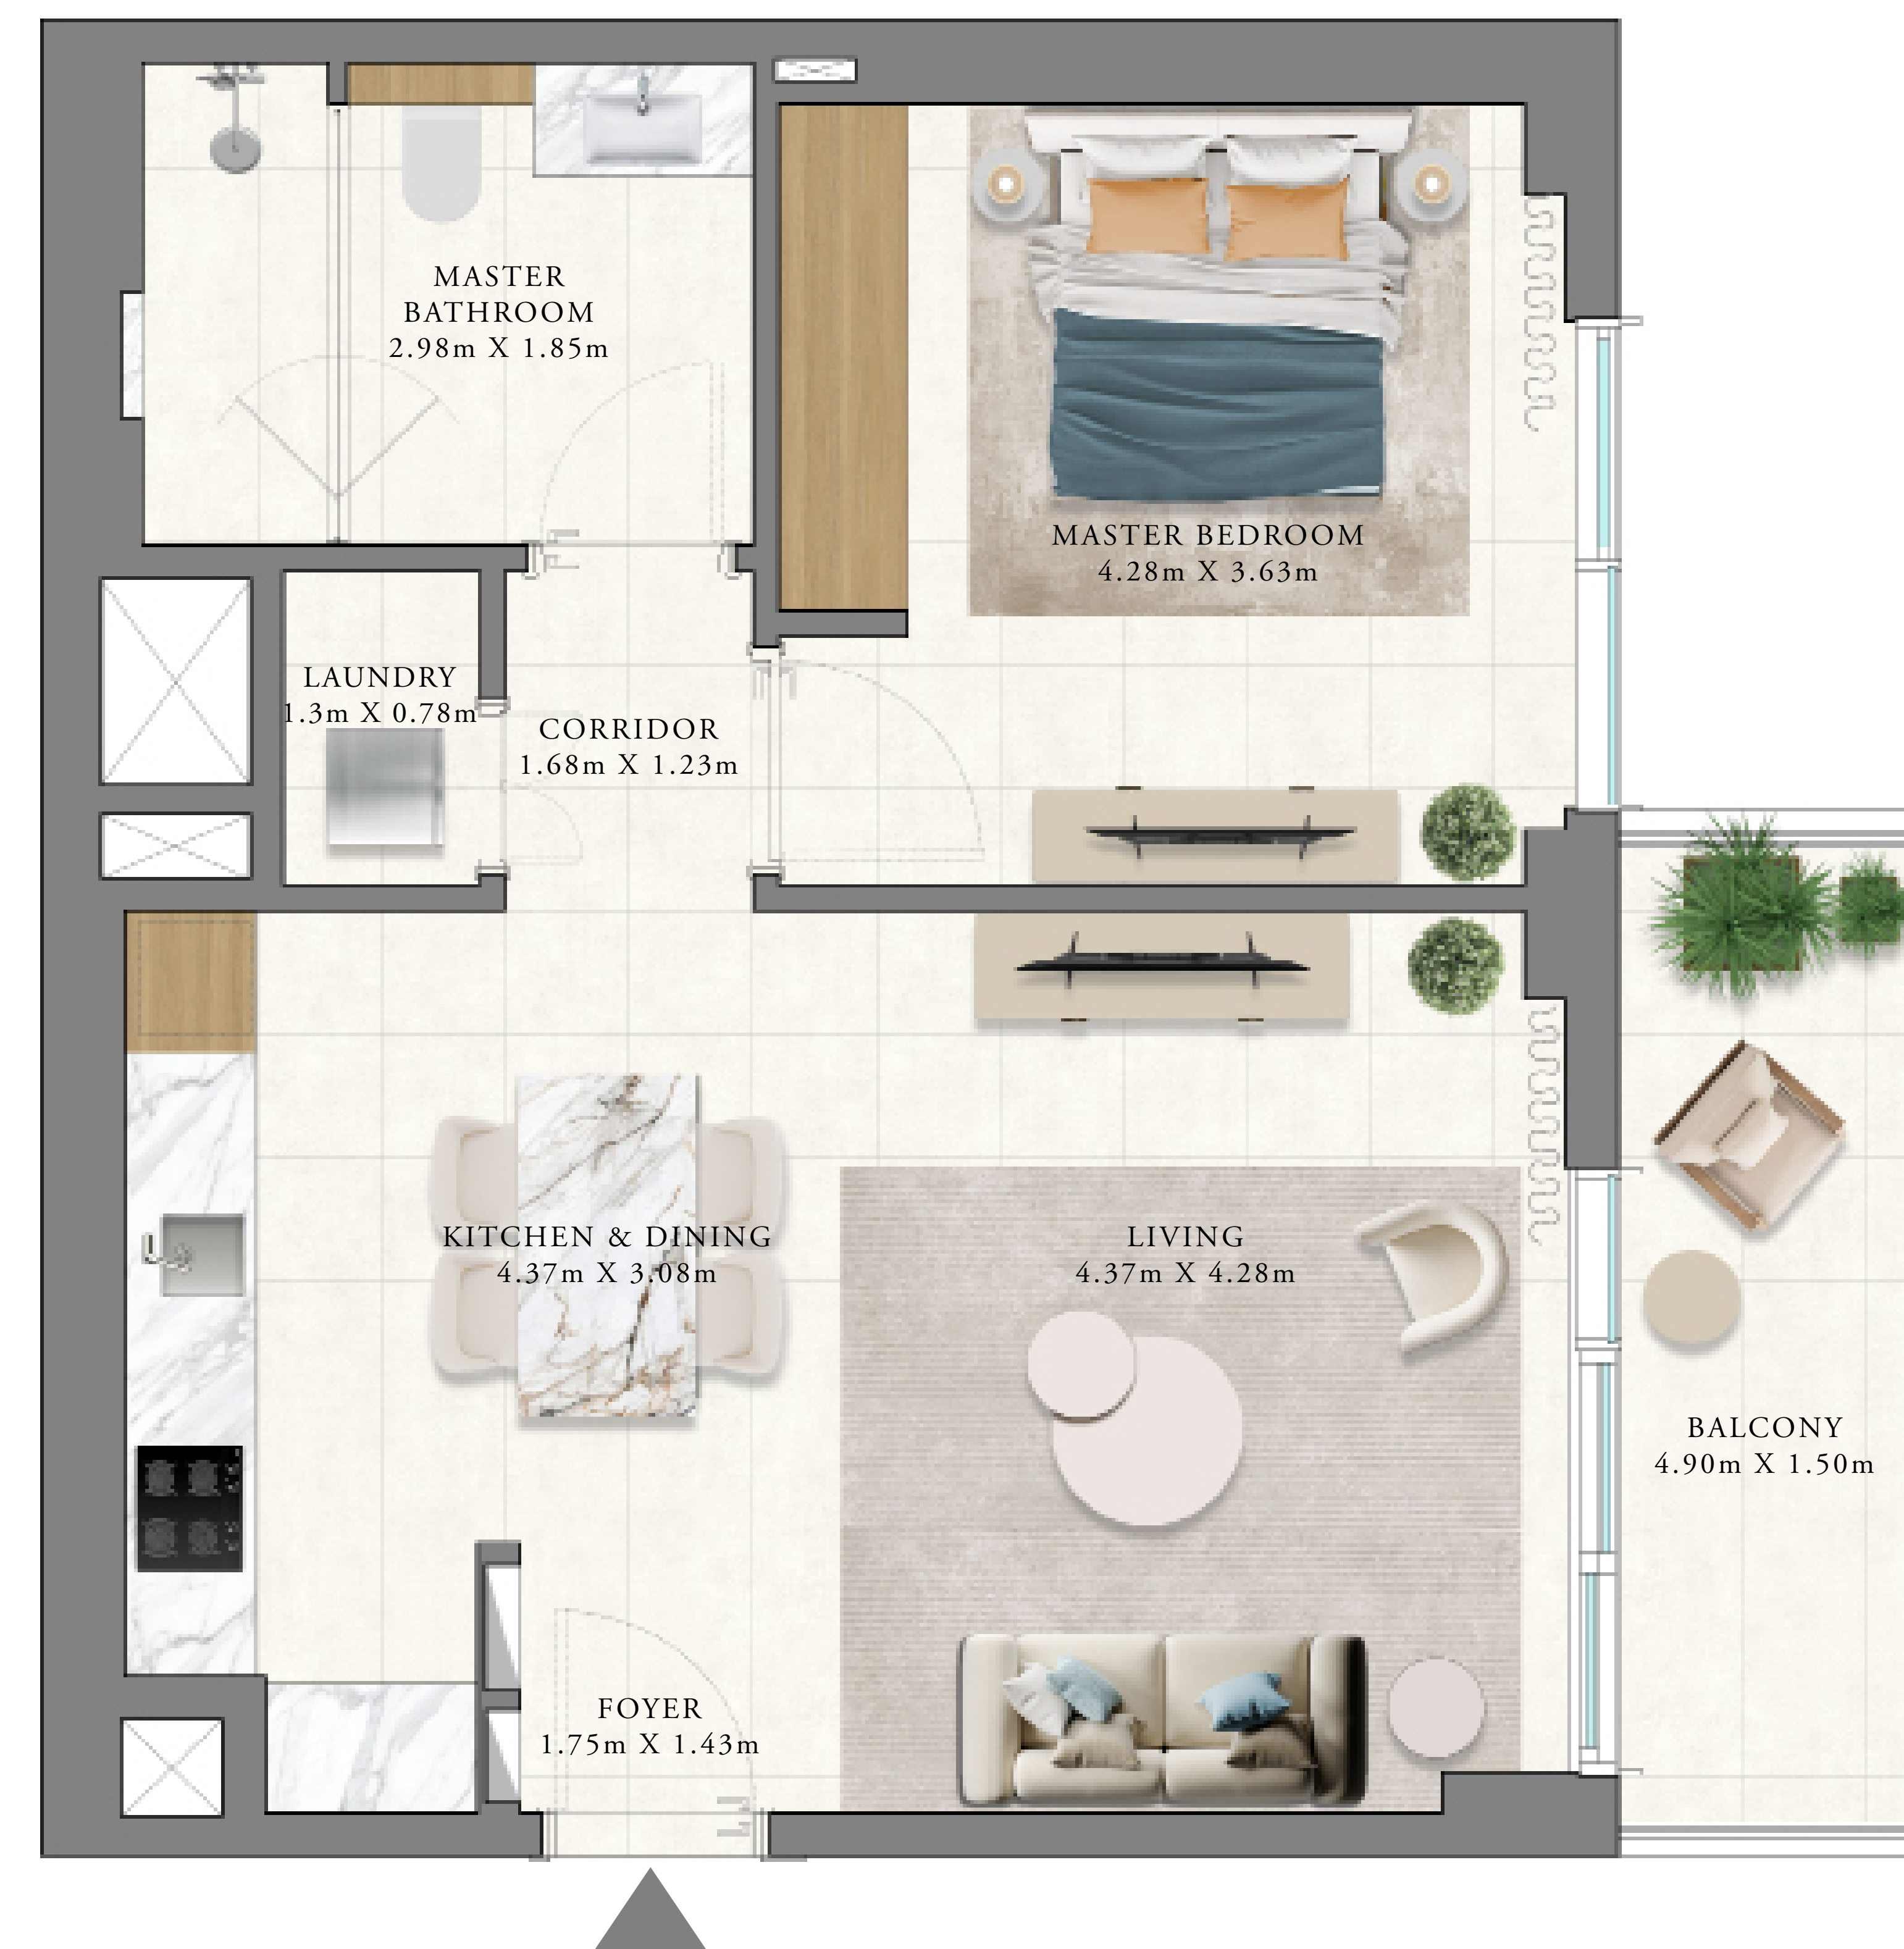 MASTER
BATHROOM
2.98m X 1.85m
MASTER BEDROOM
4.28m X 3.63m
LAUNDRY
1.3m X 0.78m
CORRIDOR
1.68m X 1.23m
KITCHEN & DINING
4.37m X 3.08m
LIVING
4.37m X 4.28m
BALCONY
4.90m X 1.50m
FOYER
1.75m X 1.43m